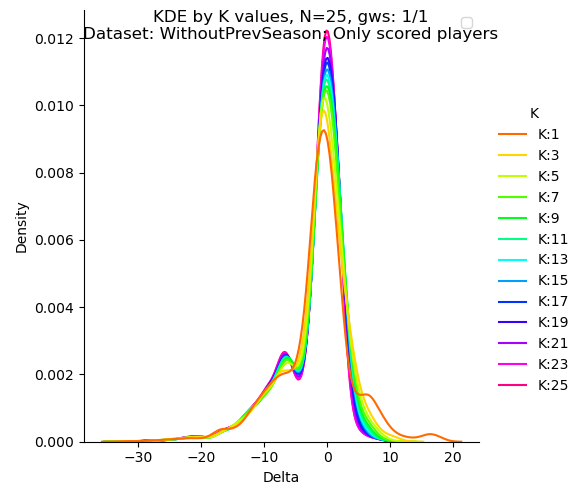 KDE by K values, N=25, gws: 1/1
Dataset: WithoutPrevSeason; Only scored players
0.012
0.010
0.008
0.006
0.004
0.002
0.000
Density
−30
−20
−10
0
10
20
Delta
K
K:1
K:3
K:5
K:7
K:9
K:11
K:13
K:15
K:17
K:19
K:21
K:23
K:25